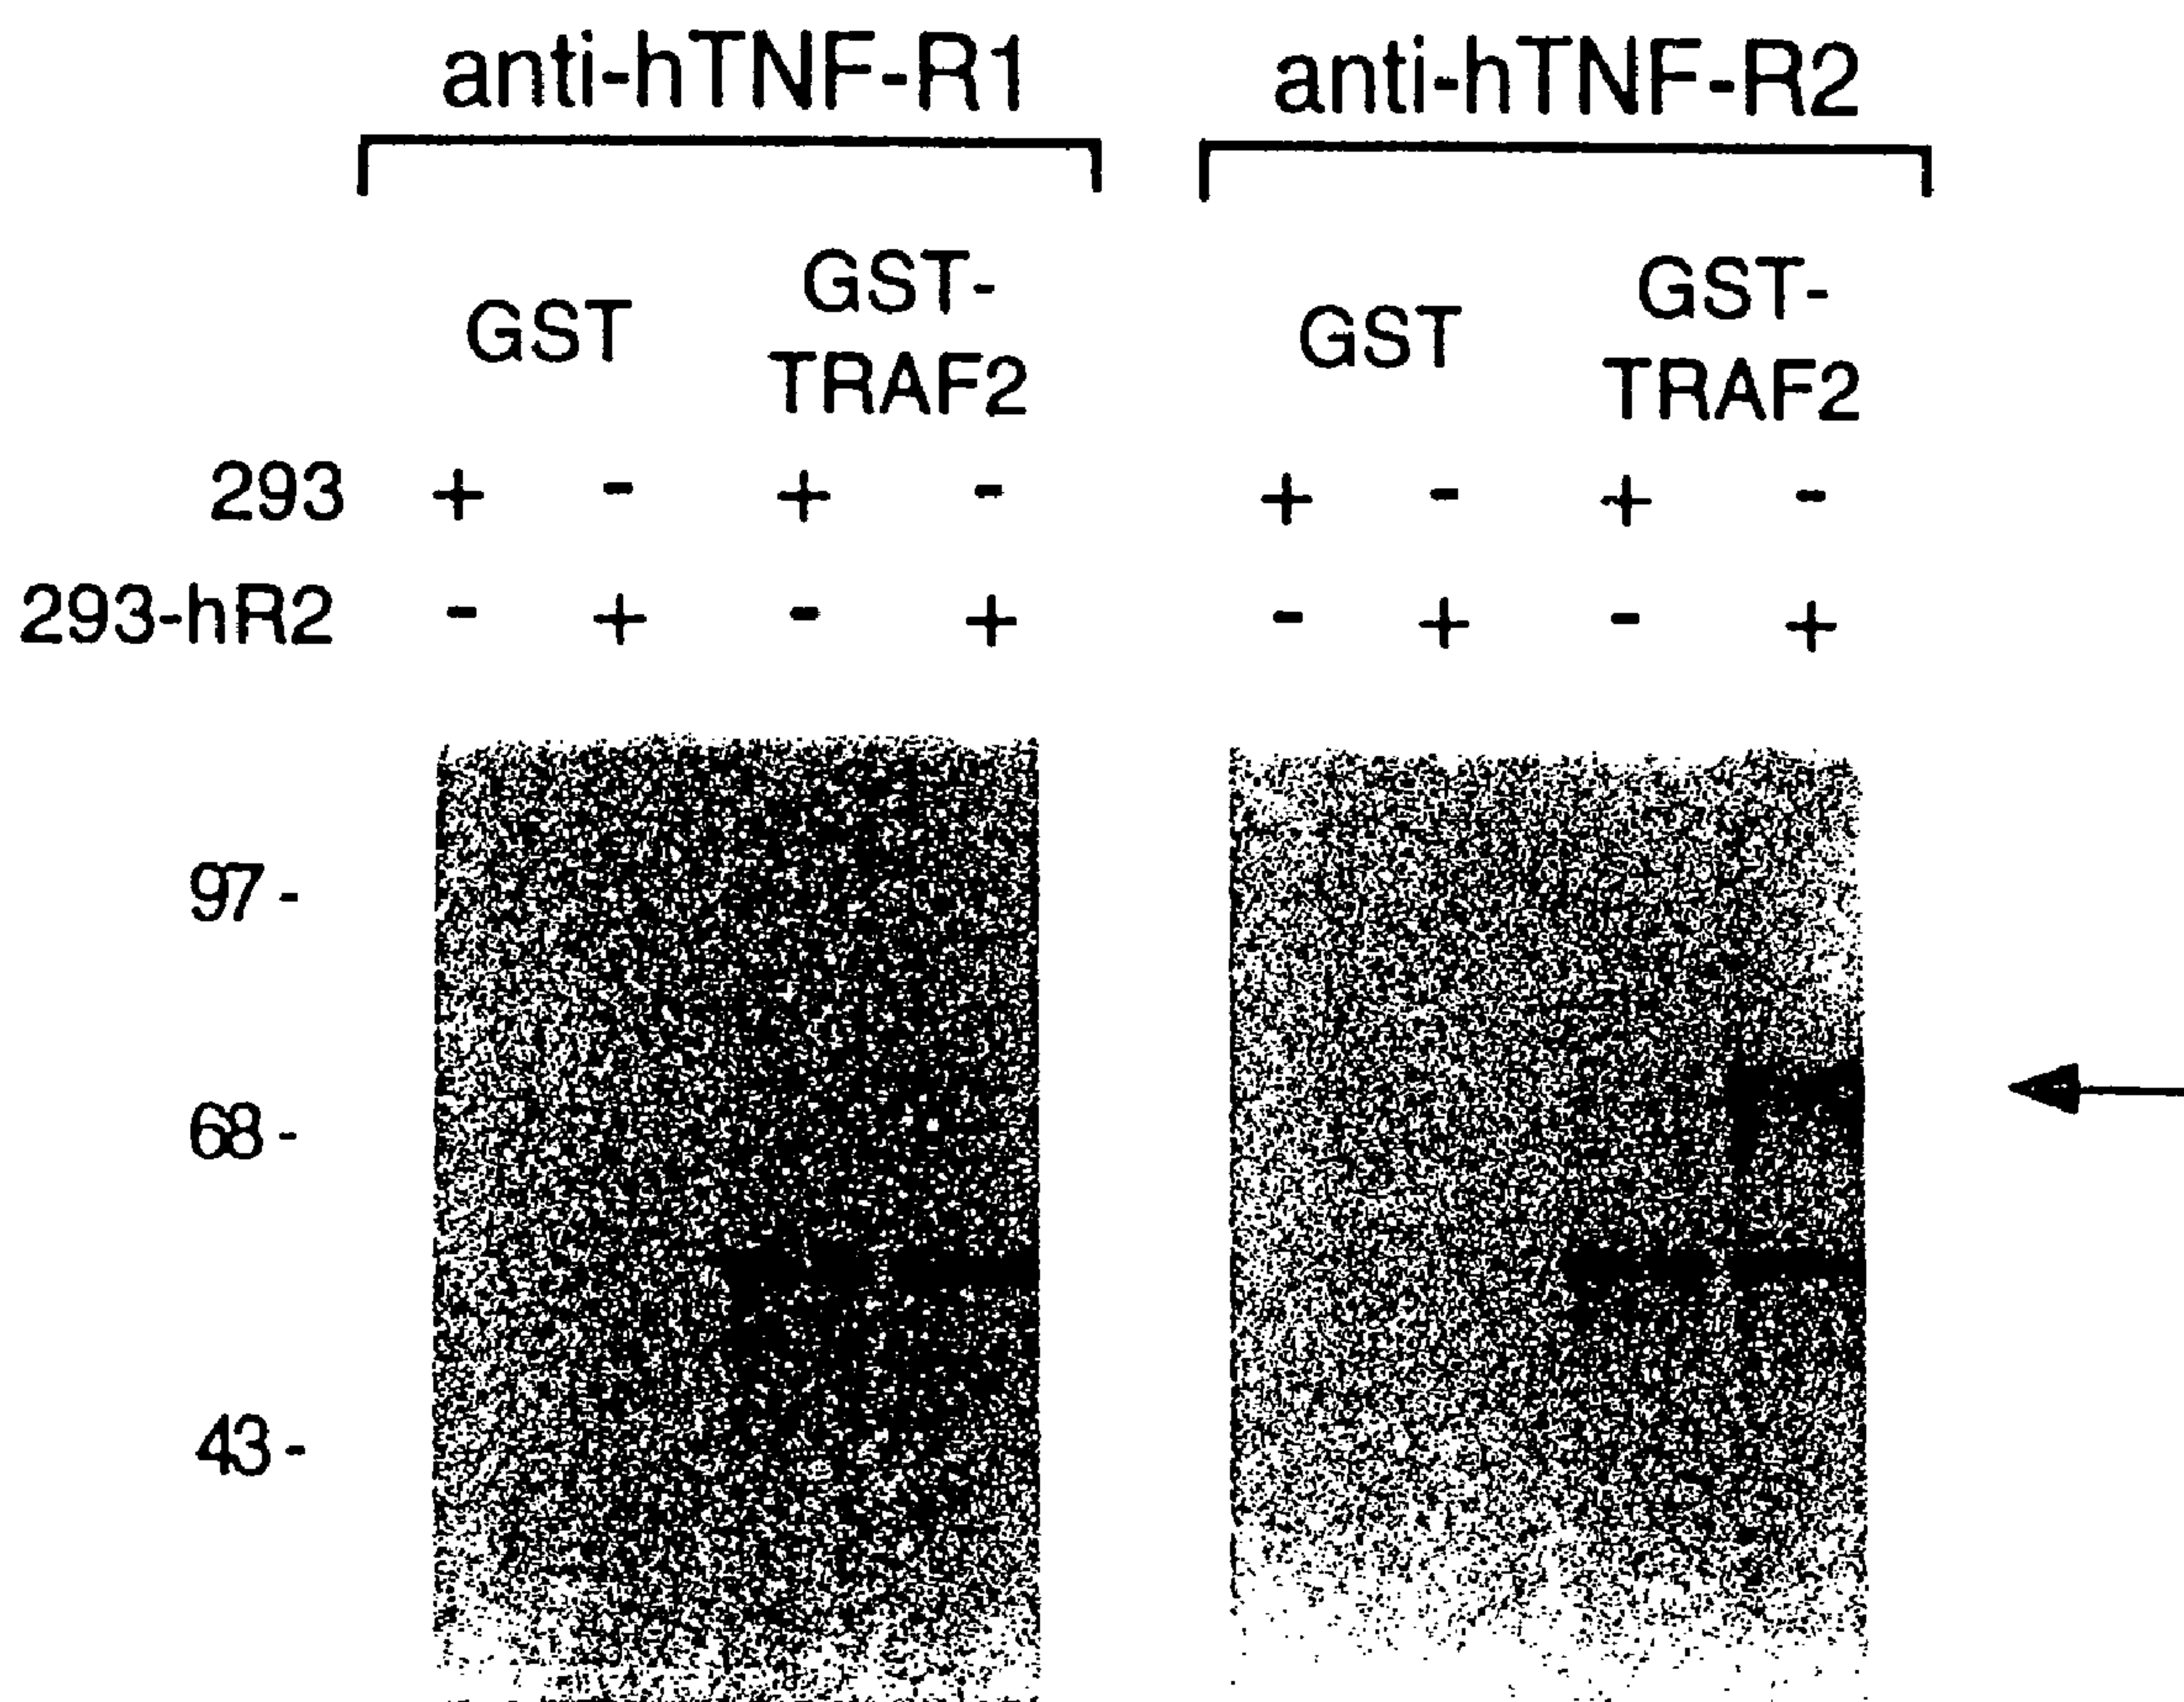 anti-hTNF-R1 anti-hTNF-R2
GST GST-TRAF2 GST GST-TRAF2
293 + - + - + - + -
293-hR2 - + - + - + - +
97 -
68 -
43 -